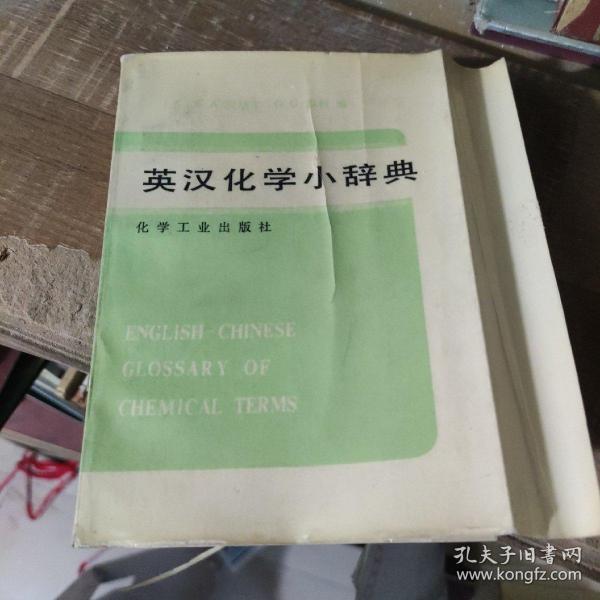 英汉化学小辞典
化学工业出版社
ENGLISH-CHINESE
GLOSSARY OF
CHEMICAL TERMS
孔夫子旧书网
www.kongfz.com